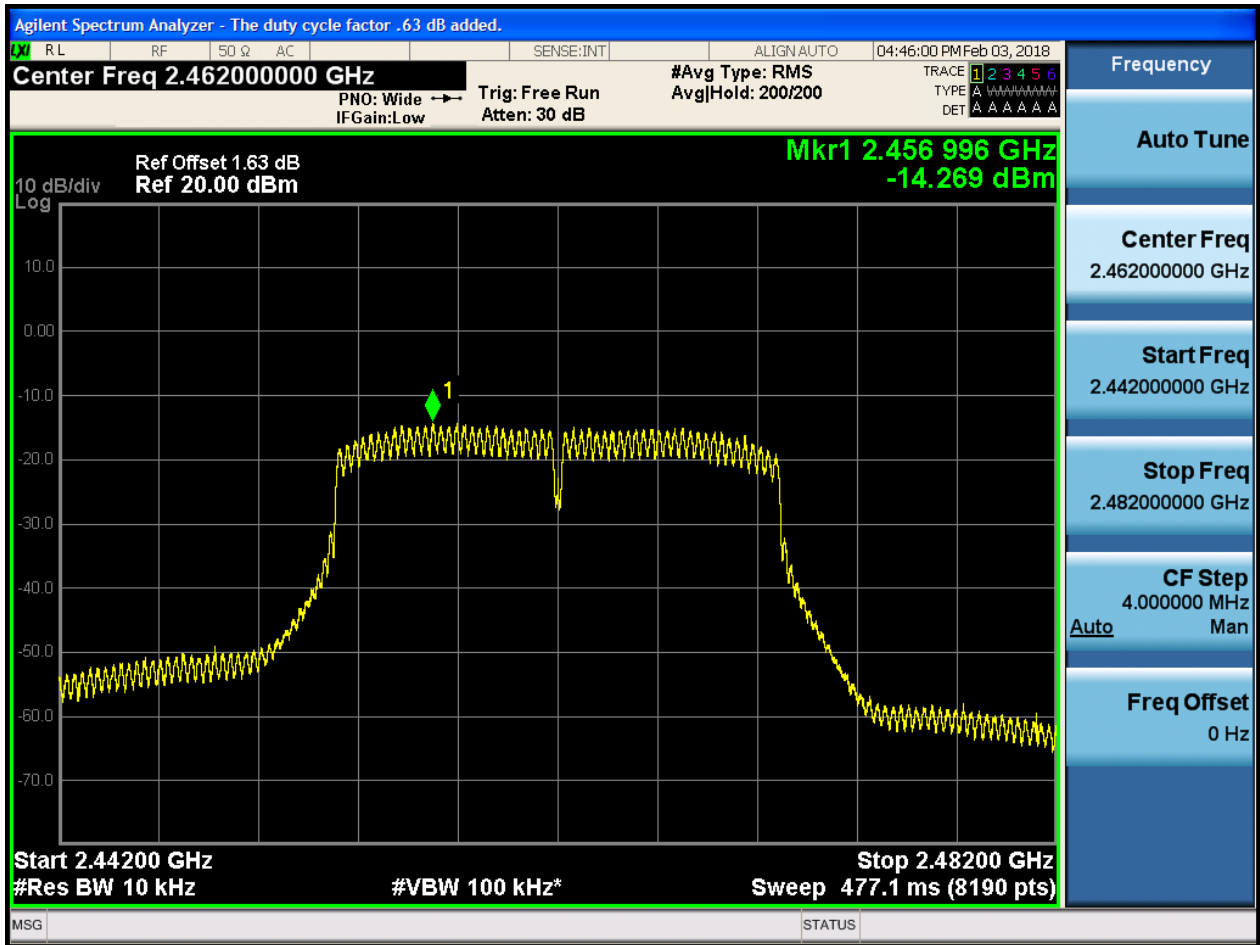 Agilent Spectrum Analyzer - The duty cycle factor .63 dB added.
LXI RL RF 50 Ω AC SENSE:INT ALIGN AUTO 04:46:00 PM Feb 03, 2018
Center Freq 2.462000000 GHz
PNO: Wide
IFGain:Low
Trig: Free Run
Atten: 30 dB
#Avg Type: RMS
Avg|Hold: 200/200
TRACE 1 2 3 4 5 6
TYPE A WWWWW
DET A A A A A A
Mkr1 2.456 996 GHz
-14.269 dBm
Ref Offset 1.63 dB
10 dB/div Ref 20.00 dBm
Log
10.0
0.00
-10.0
-20.0
-30.0
-40.0
-50.0
-60.0
-70.0
1
Start 2.44200 GHz Stop 2.48200 GHz
#Res BW 10 kHz #VBW 100 kHz* Sweep 477.1 ms (8190 pts)
MSG STATUS
Frequency
Auto Tune
Center Freq
2.462000000 GHz
Start Freq
2.442000000 GHz
Stop Freq
2.482000000 GHz
CF Step
4.000000 MHz
Auto Man
Freq Offset
0 Hz